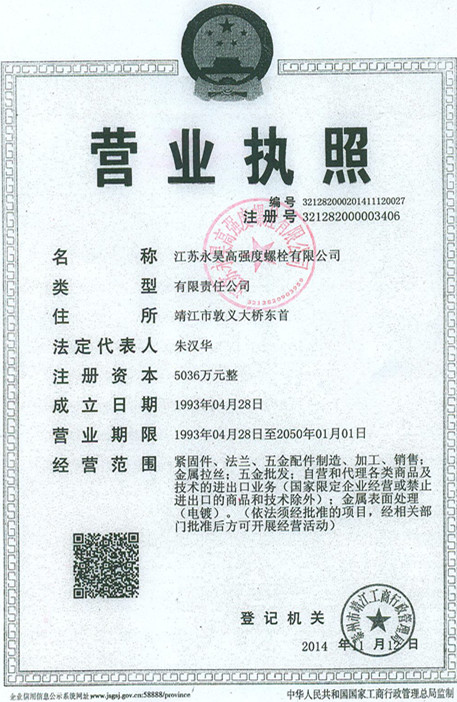 营业执照
编 号 321282000201411120027
注 册 号 321282000003406
名 称 江苏永昊高强度螺栓有限公司
类 型 有限责任公司
住 所 靖江市敦义大桥东首
法定代表人 朱汉华
注 册 资 本 5036万元整
成 立 日 期 1993年04月28日
营 业 期 限 1993年04月28日至2050年01月01日
经 营 范 围 紧固件、法兰、五金配件制造、加工、销售;
金属拉丝; 五金批发; 自营和代理各类商品及
技术的进出口业务（国家限定企业经营或禁止
进出口的商品和技术除外）; 金属表面处理
（电镀）。（依法须经批准的项目, 经相关部
门批准后方可开展经营活动）
登 记 机 关
2014 年11 月 12 日
企业信用信息公示系统网址 www.jsgsj.gov.cn:58888/province
中华人民共和国国家工商行政管理总局监制